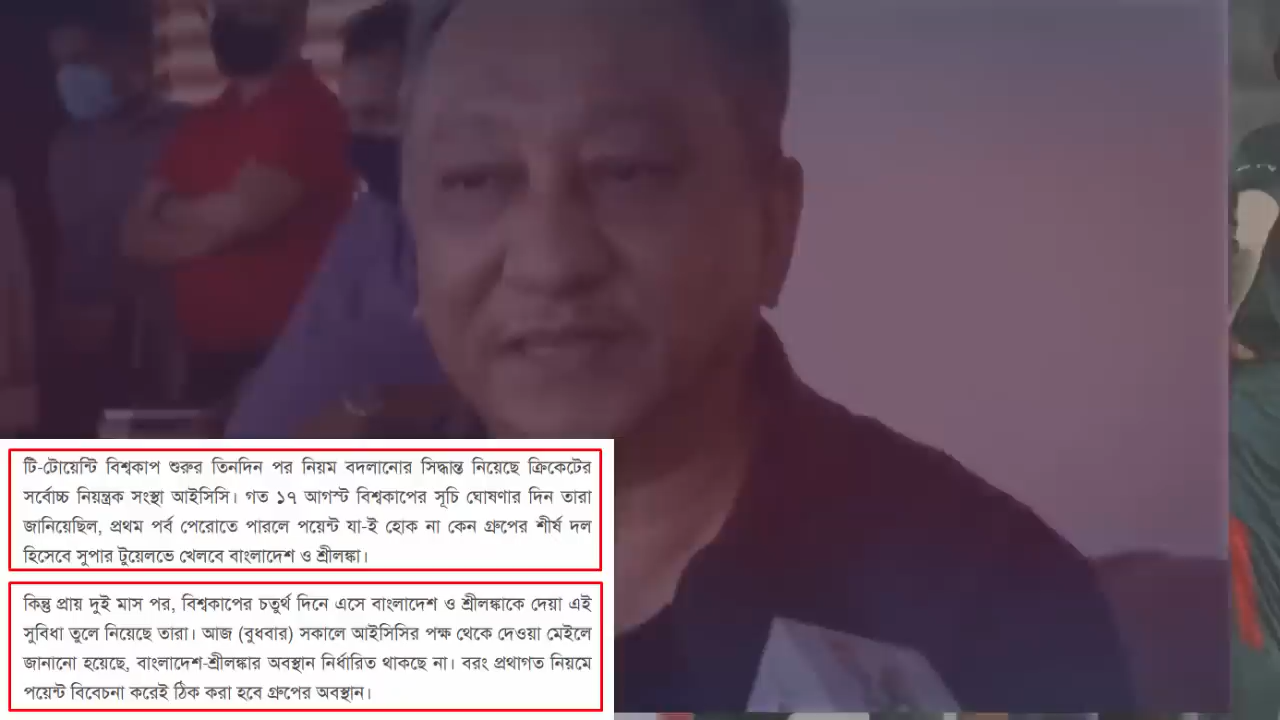 টি-টোয়েন্টি বিশ্বকাপ শুরুর তিনদিন পর নিয়ম বদলানোর সিদ্ধান্ত নিয়েছে ক্রিকেটের
সর্বোচ্চ নিয়ন্ত্রক সংস্থা আইসিসি। গত ১৭ আগস্ট বিশ্বকাপের সূচি ঘোষণার দিন তারা
জানিয়েছিল, প্রথম পর্ব পেরোতে পারলে পয়েন্ট যা-ই হোক না কেন গ্রুপের শীর্ষ দল
হিসেবে সুপার টুয়েলভে খেলবে বাংলাদেশ ও শ্রীলঙ্কা।
কিন্তু প্রায় দুই মাস পর, বিশ্বকাপের চতুর্থ দিনে এসে বাংলাদেশ ও শ্রীলঙ্কাকে দেয়া এই
সুবিধা তুলে নিয়েছে তারা। আজ (বুধবার) সকালে আইসিসির পক্ষ থেকে দেওয়া মেইলে
জানানো হয়েছে, বাংলাদেশ-শ্রীলঙ্কার অবস্থান নির্ধারিত থাকছে না। বরং প্রথাগত নিয়মে
পয়েন্ট বিবেচনা করেই ঠিক করা হবে গ্রুপের অবস্থান।